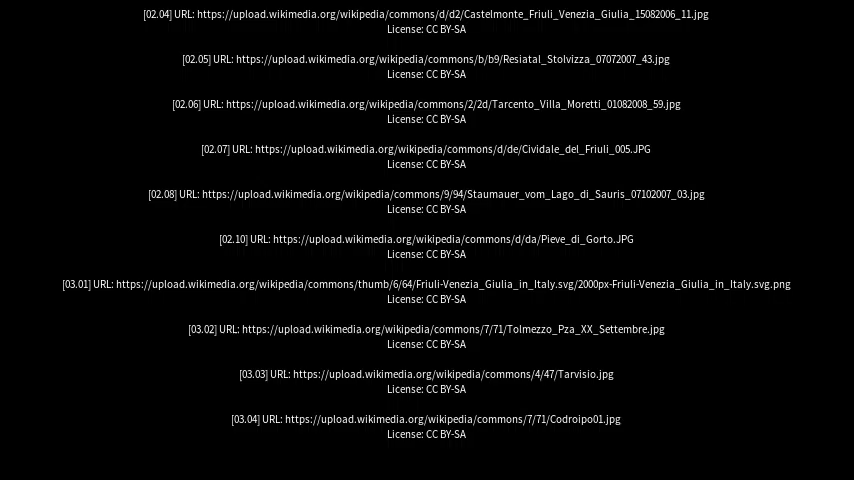 [02.04] URL: https://upload.wikimedia.org/wikipedia/commons/d/d2/Castelmonte_Friuli_Venezia_Giulia_15082006_11.jpg
License: CC BY-SA
[02.05] URL: https://upload.wikimedia.org/wikipedia/commons/b/b9/Resiatal_Stolvizza_07072007_43.jpg
License: CC BY-SA
[02.06] URL: https://upload.wikimedia.org/wikipedia/commons/2/2d/Tarcento_Villa_Moretti_01082008_59.jpg
License: CC BY-SA
[02.07] URL: https://upload.wikimedia.org/wikipedia/commons/d/de/Cividale_del_Friuli_005.JPG
License: CC BY-SA
[02.08] URL: https://upload.wikimedia.org/wikipedia/commons/9/94/Staumauer_vom_Lago_di_Sauris_07102007_03.jpg
License: CC BY-SA
[02.10] URL: https://upload.wikimedia.org/wikipedia/commons/d/da/Pieve_di_Gorto.JPG
License: CC BY-SA
[03.01] URL: https://upload.wikimedia.org/wikipedia/commons/thumb/6/64/Friuli-Venezia_Giulia_in_Italy.svg/2000px-Friuli-Venezia_Giulia_in_Italy.svg.png
License: CC BY-SA
[03.02] URL: https://upload.wikimedia.org/wikipedia/commons/7/71/Tolmezzo_Pza_XX_Settembre.jpg
License: CC BY-SA
[03.03] URL: https://upload.wikimedia.org/wikipedia/commons/4/47/Tarvisio.jpg
License: CC BY-SA
[03.04] URL: https://upload.wikimedia.org/wikipedia/commons/7/71/Codroipo01.jpg
License: CC BY-SA